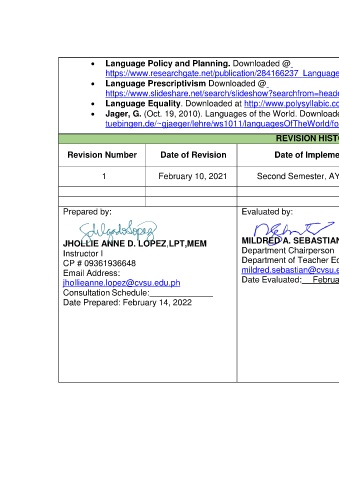 • Language Policy and Planning. Downloaded @
https://www.researchgate.net/publication/284166237_Language
• Language Prescriptivism Downloaded @
https://www.slideshare.net/search/slideshow?searchfrom=heade
• Language Equality. Downloaded at http://www.polysyllabic.co
• Jager, G. (Oct. 19, 2010). Languages of the World. Downloade
tuebingen.de/~gjaeger/lehre/ws1011/languagesOfTheWorld/fo
REVISION HISTO
Revision Number Date of Revision Date of Impleme
1 February 10, 2021 Second Semester, AY
Prepared by: Evaluated by:
JHOLLIE ANNE D. LOPEZ,LPT,MEM MILDRED A. SEBASTIAN
Instructor I Department Chairperson
CP # 09361936648 Department of Teacher Ed
Email Address: mildred.sebastian@cvsu.e
jhollieanne.lopez@cvsu.edu.ph Date Evaluated: Februa
Consultation Schedule:
Date Prepared: February 14, 2022